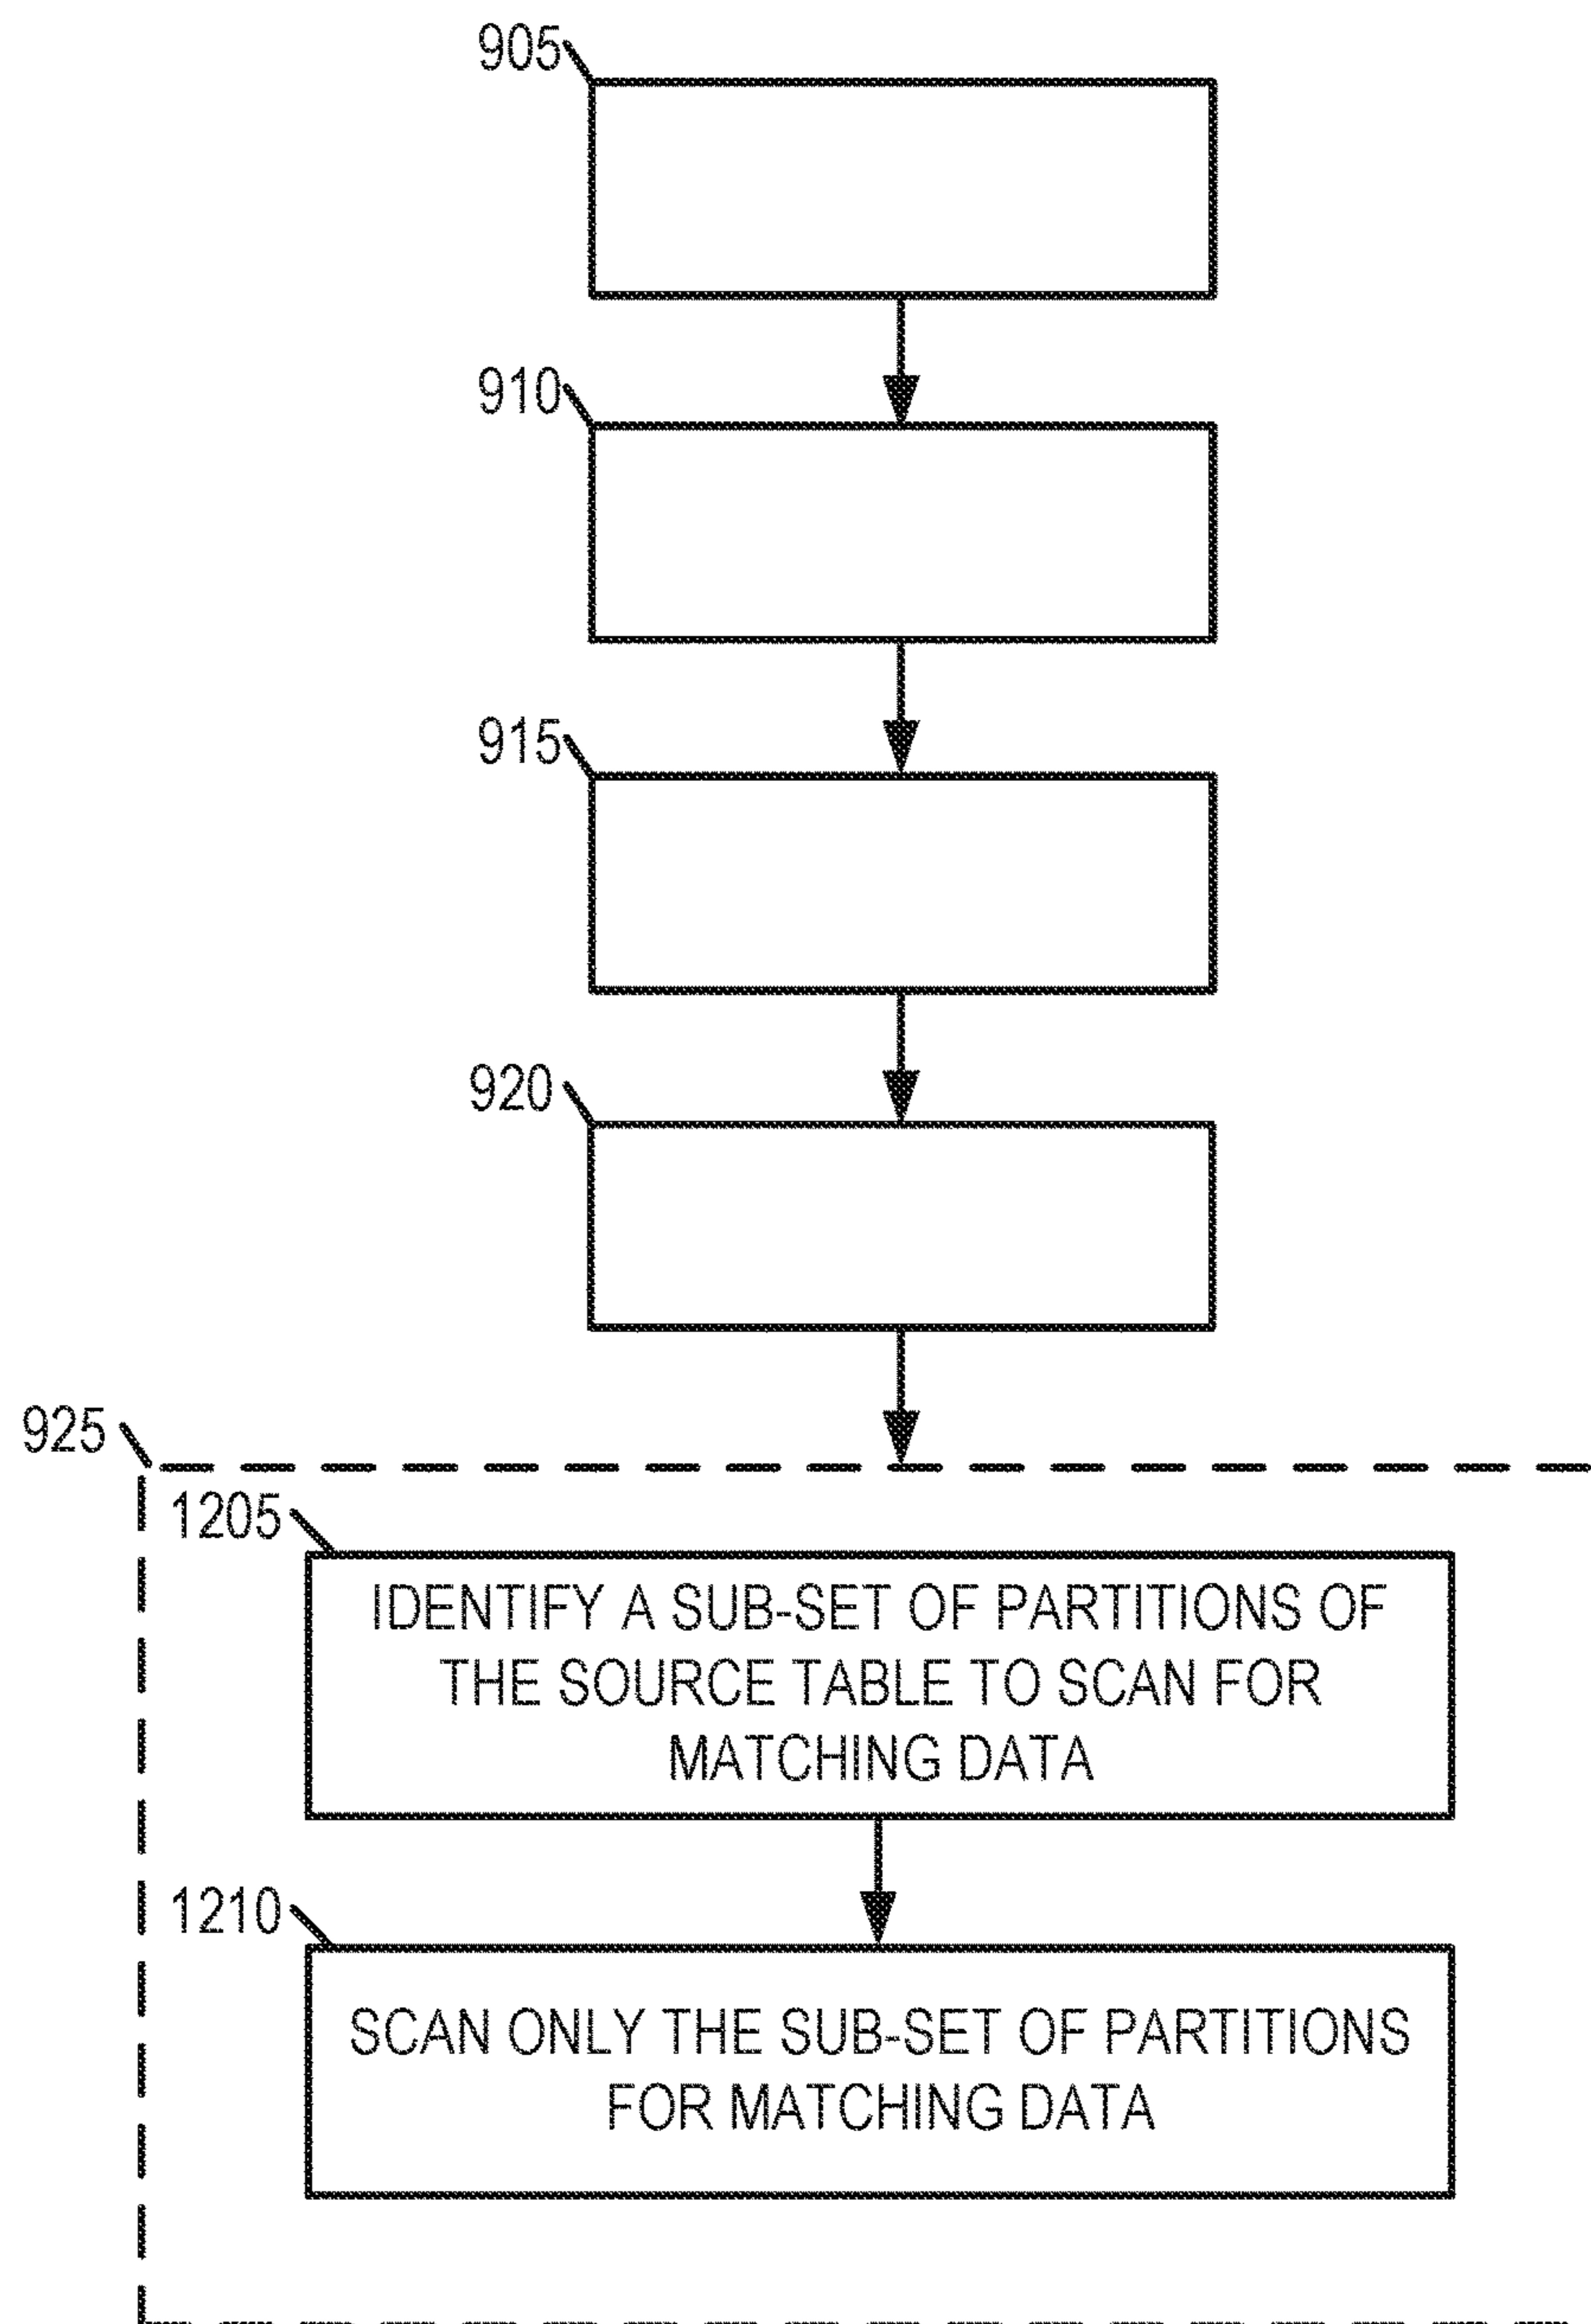 905
910
915
920
925
1205
IDENTIFY A SUB-SET OF PARTITIONS OF
THE SOURCE TABLE TO SCAN FOR
MATCHING DATA
1210
SCAN ONLY THE SUB-SET OF PARTITIONS
FOR MATCHING DATA